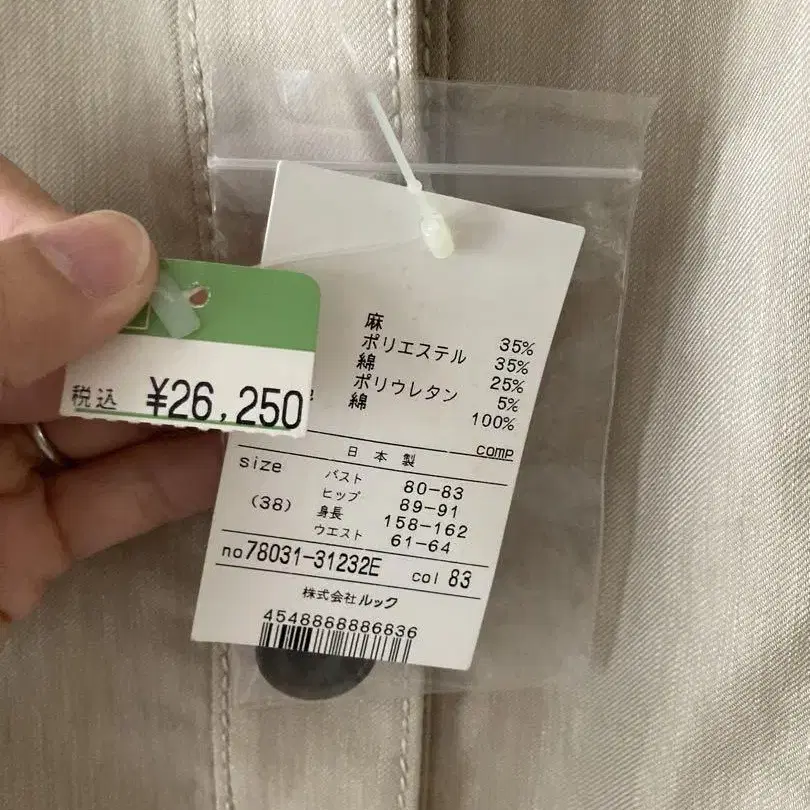 税込 ¥26,250
麻 35%
ポリエステル 35%
綿 25%
ポリウレタン 5%
綿 100%
comp
日本製
size バスト 80-83
ヒップ 89-91
(38) 身長 158-162
ウエスト 61-64
no78031-31232E col 83
株式会社ルック
4548868886836